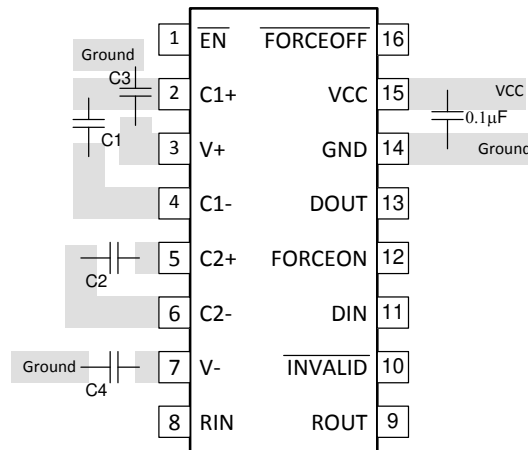 1 EN FORCEOFF 16
Ground
C3
2 C1+ VCC 15 VCC
C1 0.1µF
3 V+ GND 14 Ground
4 C1- DOUT 13
5 C2+ FORCEON 12
C2
6 C2- DIN 11
Ground 7 V- INVALID 10
C4
8 RIN ROUT 9